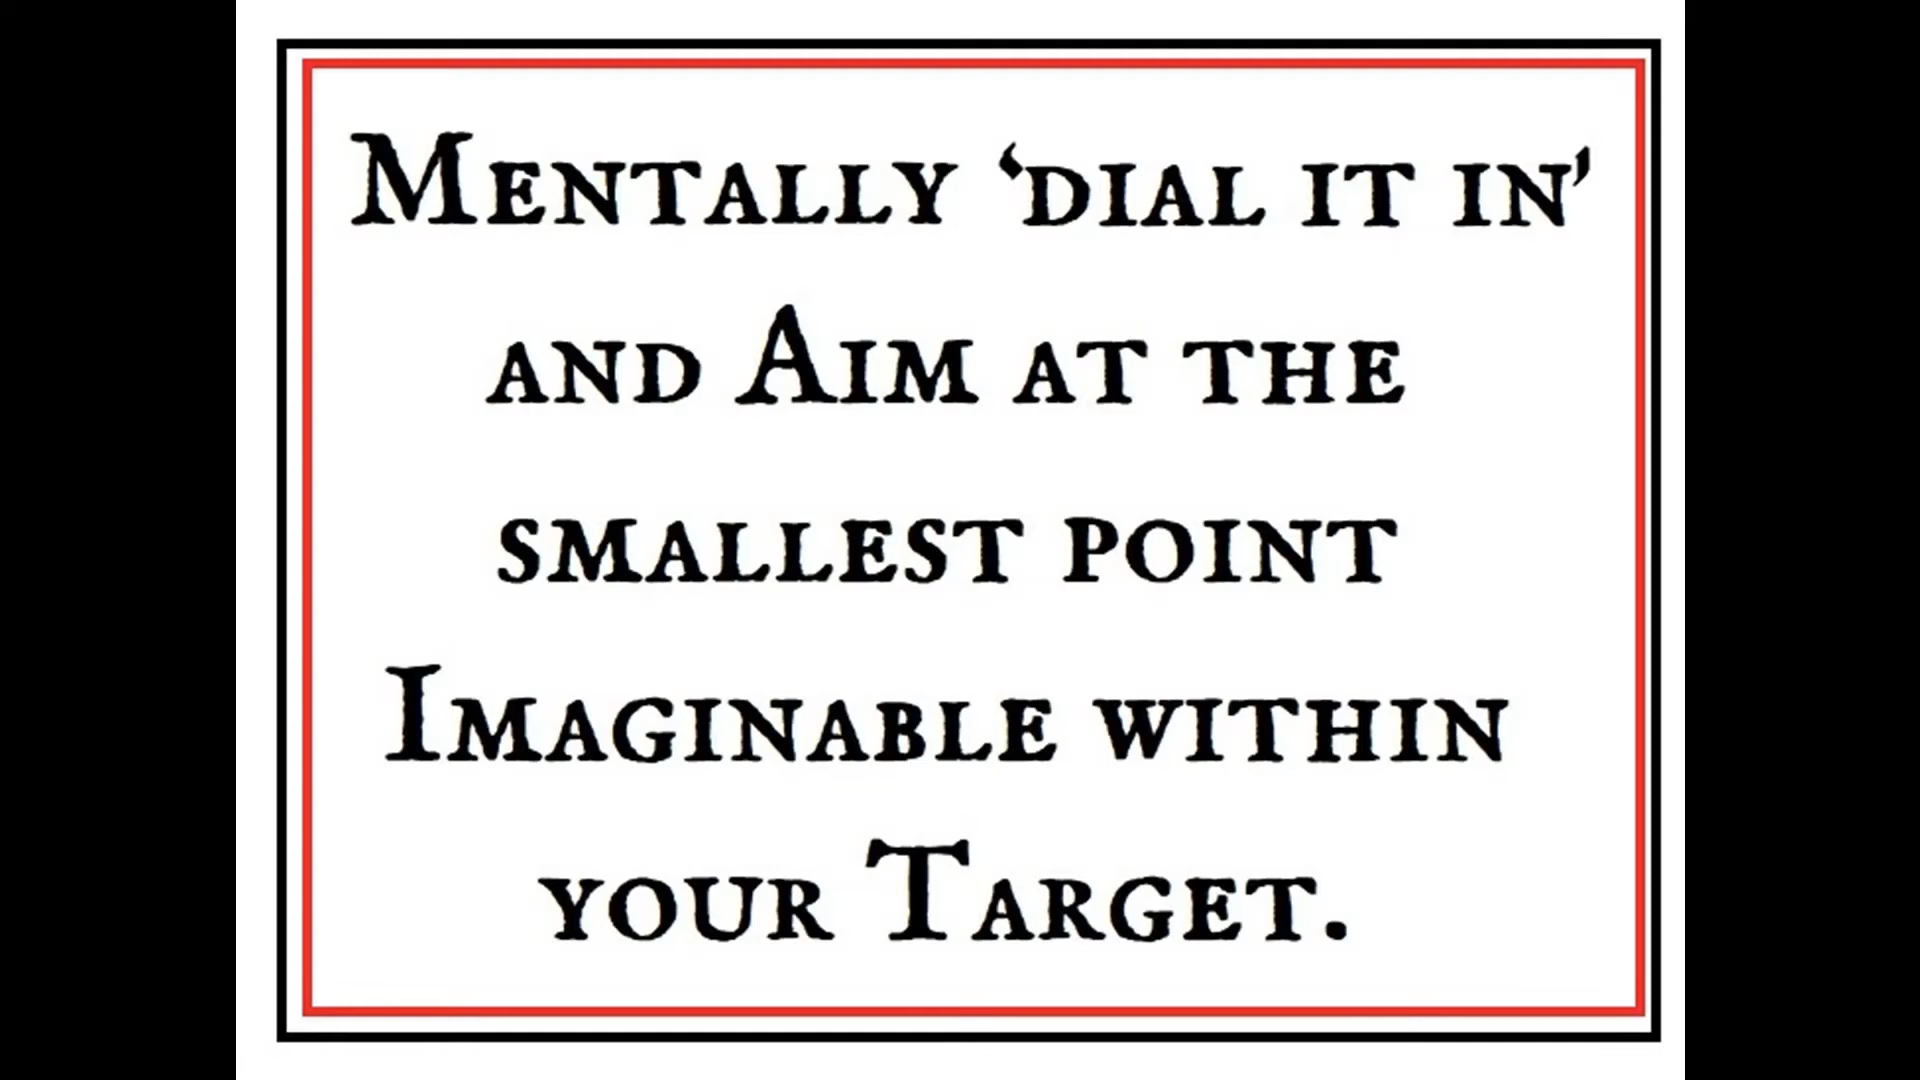 Mentally ‘dial it in’
and Aim at the
smallest point
Imaginable within
your Target.